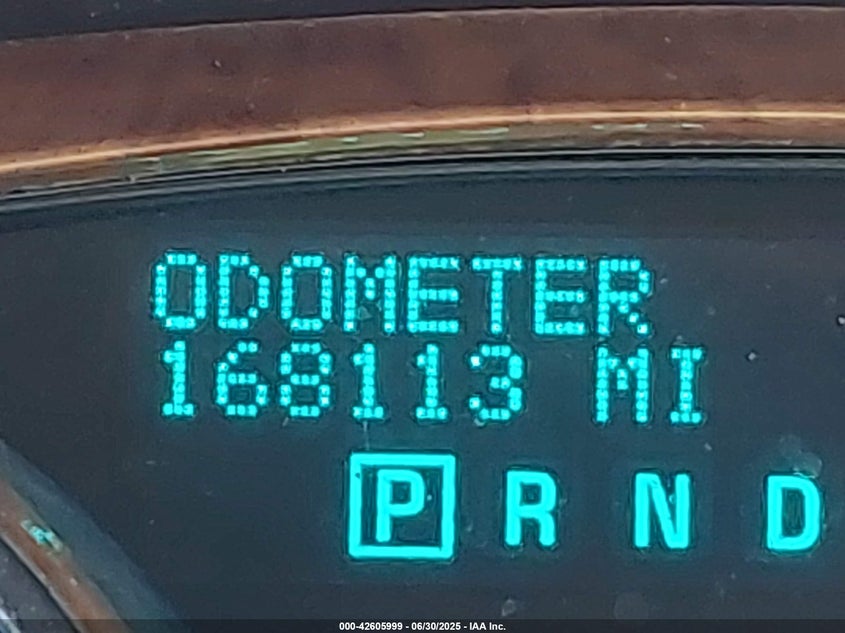 ODOMETER
168113 MI
P R N D
000-42605999 - 06/30/2025 - IAA Inc.